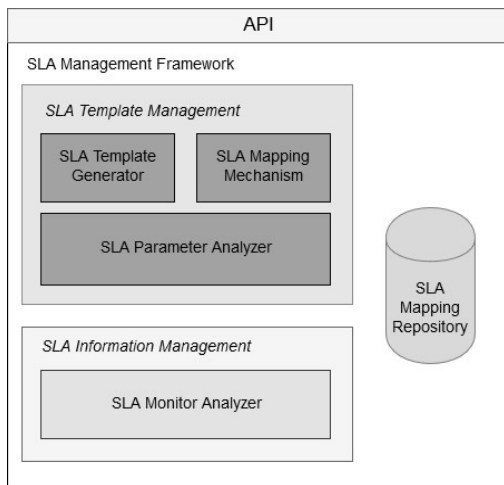 API
SLA Management Framework
SLA Template Management
SLA Template
Generator
SLA Mapping
Mechanism
SLA Parameter Analyzer
SLA
Mapping
Repository
SLA Information Management
SLA Monitor Analyzer